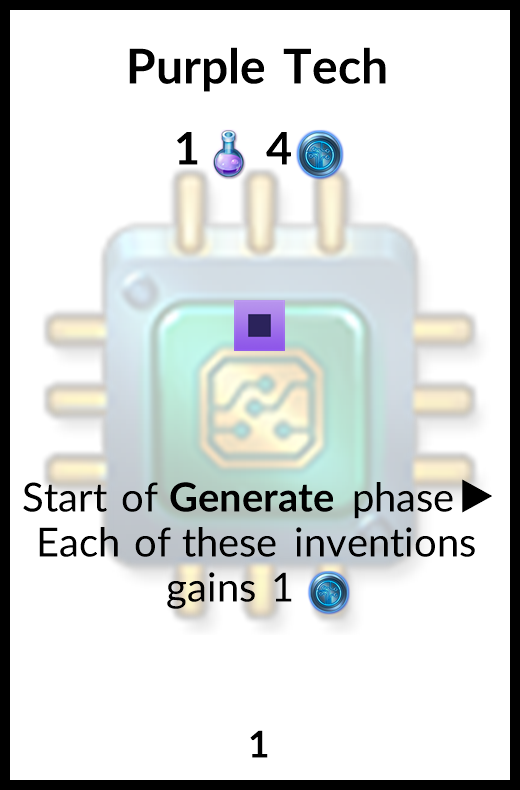 Purple Tech
1 4
Start of Generate phase▶
Each of these inventions
gains 1
1